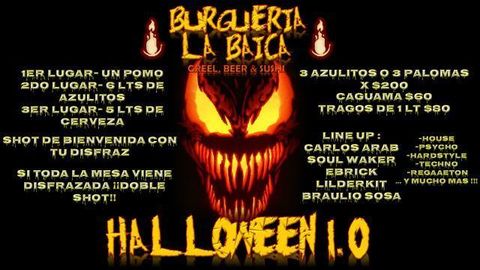 BURGUERIA
LA BAICA
CREEL, BEER & SUSHI
1ER LUGAR- UN POMO
2DO LUGAR- 6 LTS DE
AZULITOS
3ER LUGAR- 5 LTS DE
CERVEZA
SHOT DE BIENVENIDA CON
TU DISFRAZ
SI TODA LA MESA VIENE
DISFRAZADA ¡¡DOBLE
SHOT!!
3 AZULITOS O 3 PALOMAS
X $200
CAGUAMA $60
TRAGOS DE 1 LT $80
LINE UP :
CARLOS ARAB
SOUL WAKER
EBRICK
LILDERKIT
BRAULIO SOSA
-HOUSE
-PSYCHO
-HARDSTYLE
-TECHNO
-REGAAETON
... Y MUCHO MAS !!!
HALLOWEEN 1.0